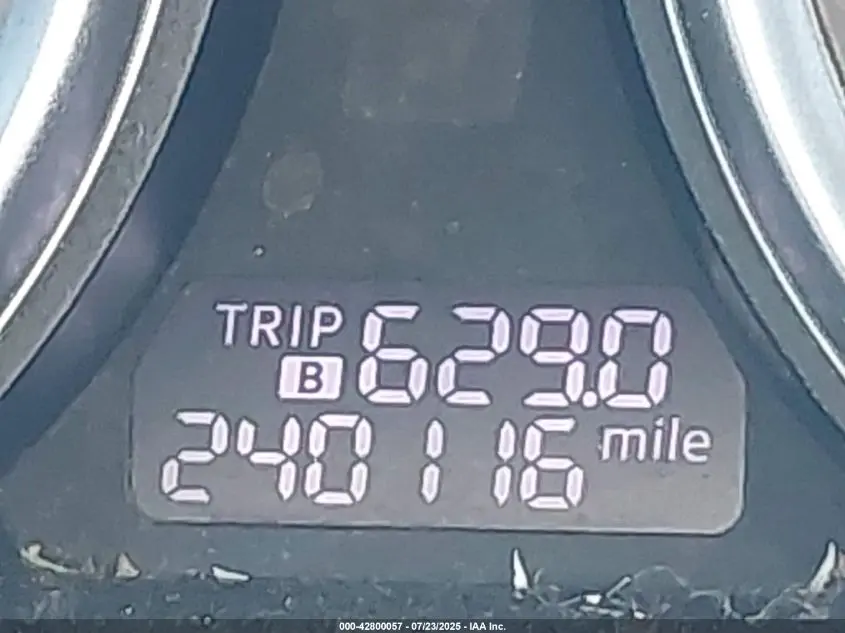 TRIP 629.0
B
240116 mile
000-42800057 - 07/23/2025 - IAA Inc.